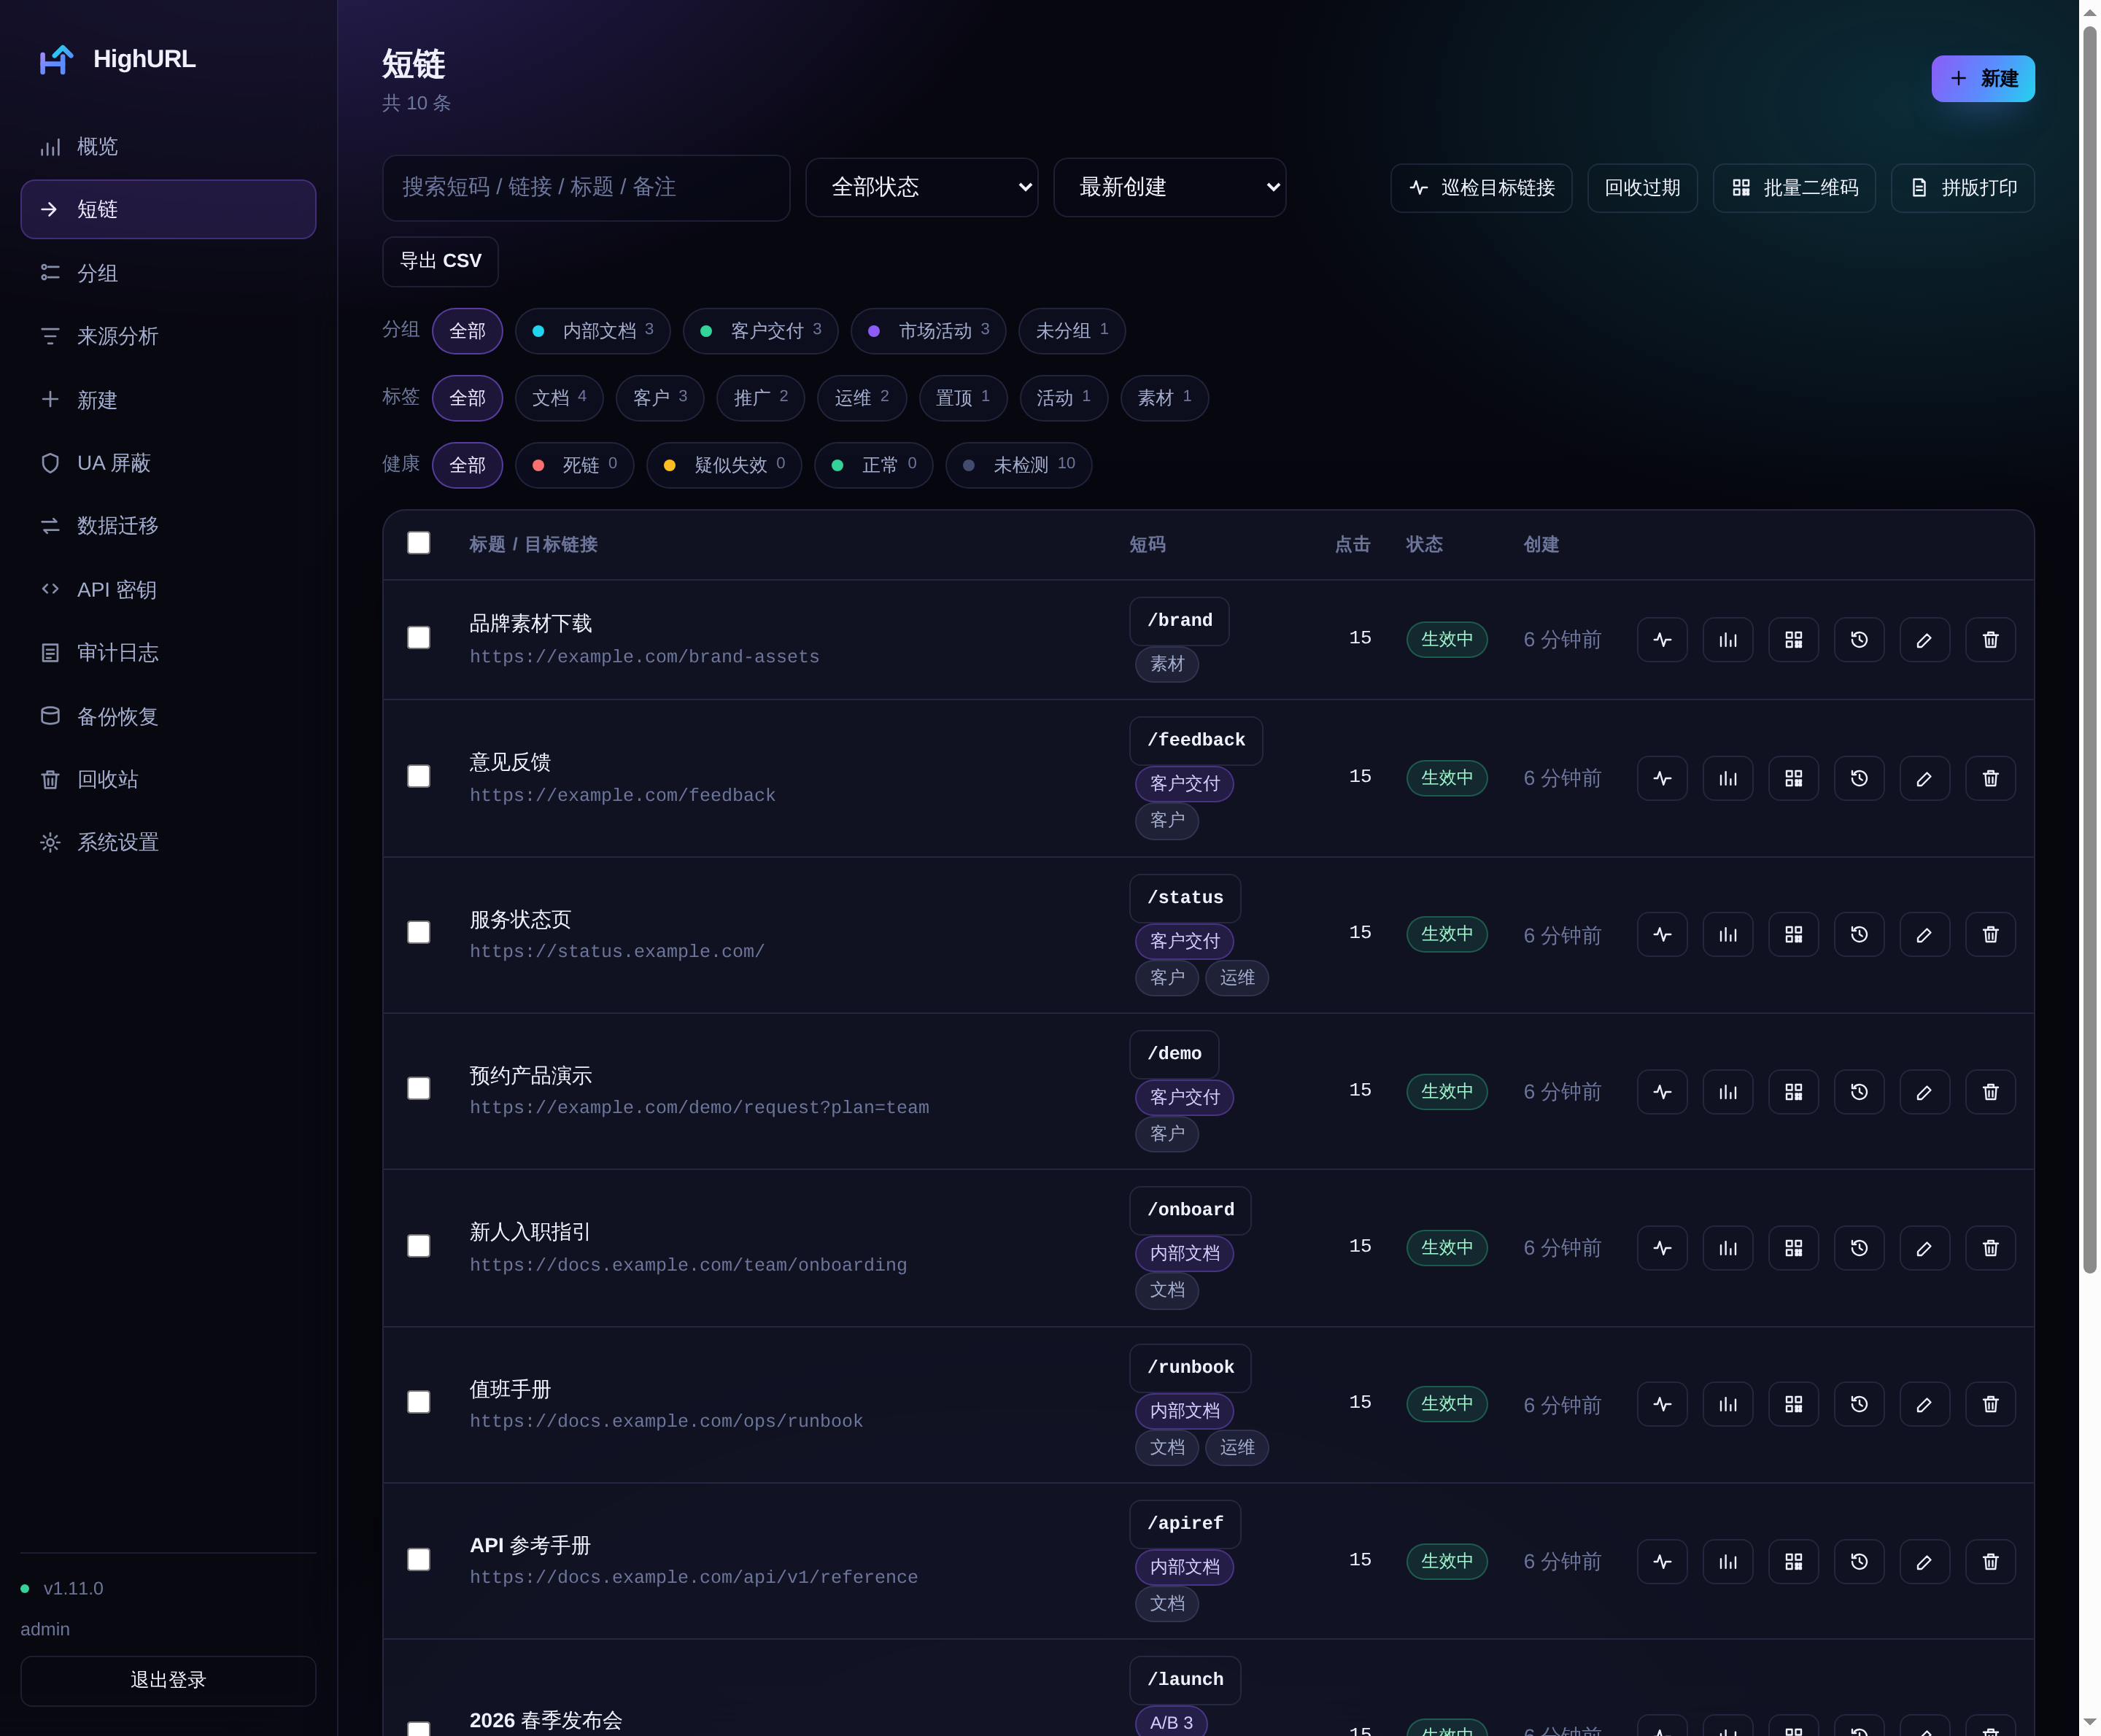 HighURL
概览
短链
分组
来源分析
新建
UA 屏蔽
数据迁移
API 密钥
审计日志
备份恢复
回收站
系统设置
v1.11.0
admin
退出登录
短链
共 10 条
新建
搜索短码 / 链接 / 标题 / 备注
全部状态
最新创建
巡检目标链接
回收过期
批量二维码
拼版打印
导出 CSV
分组 全部 内部文档 3 客户交付 3 市场活动 3 未分组 1
标签 全部 文档 4 客户 3 推广 2 运维 2 置顶 1 活动 1 素材 1
健康 全部 死链 0 疑似失效 0 正常 0 未检测 10
标题 / 目标链接 短码 点击 状态 创建
品牌素材下载
https://example.com/brand-assets
/brand
素材
15 生效中 6 分钟前
意见反馈
https://example.com/feedback
/feedback
客户交付
客户
15 生效中 6 分钟前
服务状态页
https://status.example.com/
/status
客户交付
客户 运维
15 生效中 6 分钟前
预约产品演示
https://example.com/demo/request?plan=team
/demo
客户交付
客户
15 生效中 6 分钟前
新人入职指引
https://docs.example.com/team/onboarding
/onboard
内部文档
文档
15 生效中 6 分钟前
值班手册
https://docs.example.com/ops/runbook
/runbook
内部文档
文档 运维
15 生效中 6 分钟前
API 参考手册
https://docs.example.com/api/v1/reference
/apiref
内部文档
文档
15 生效中 6 分钟前
2026 春季发布会
/launch
A/B 3
15 生效中 6 分钟前